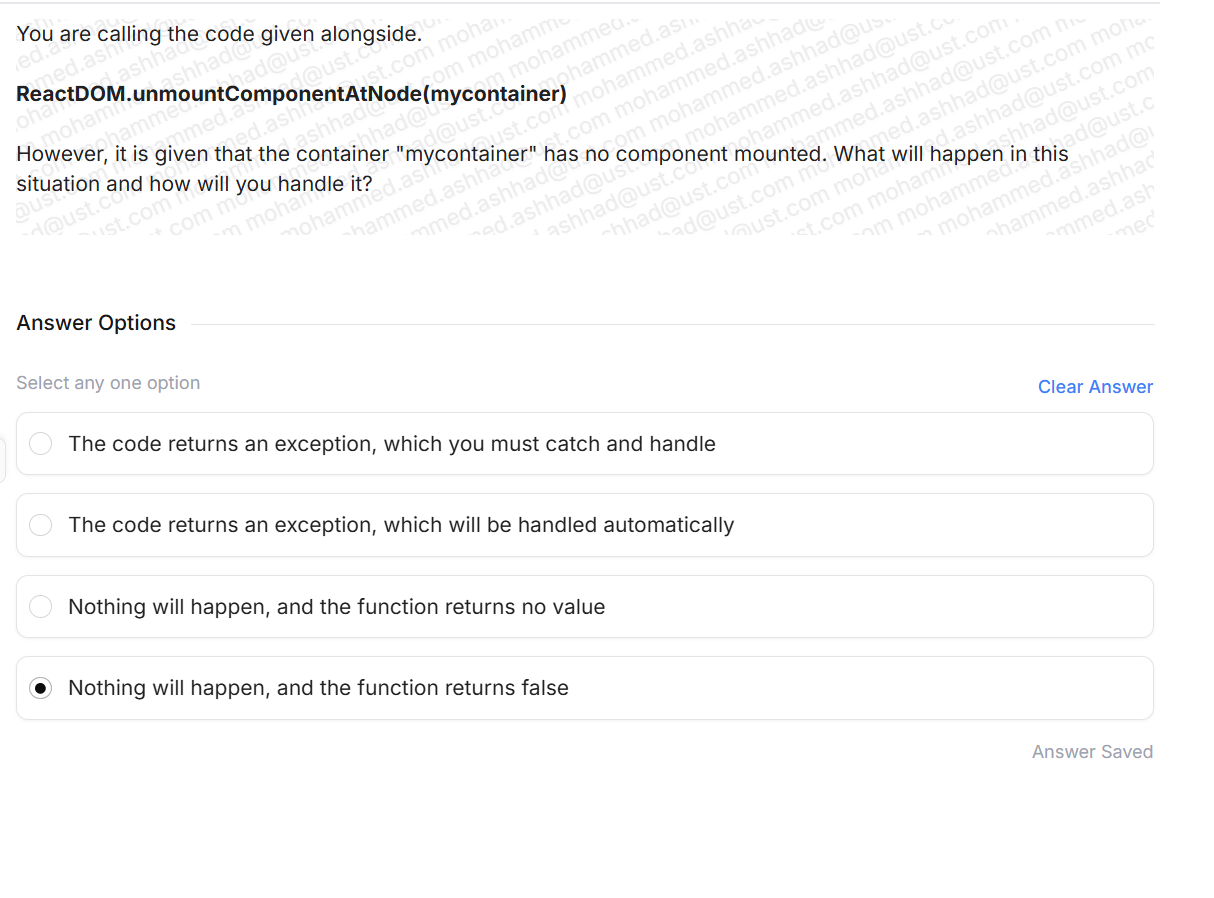 You are calling the code given alongside.
ReactDOM.unmountComponentAtNode(mycontainer)
However, it is given that the container "mycontainer" has no component mounted. What will happen in this
situation and how will you handle it?
Answer Options
Select any one option
Clear Answer
The code returns an exception, which you must catch and handle
The code returns an exception, which will be handled automatically
Nothing will happen, and the function returns no value
Nothing will happen, and the function returns false
Answer Saved